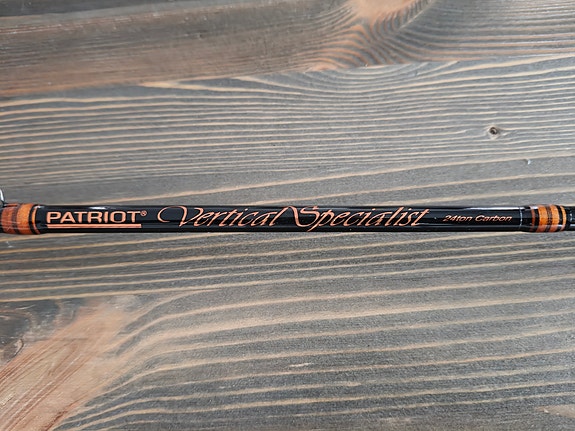 PATRIOT® Vertical Specialist 24ton Carbon